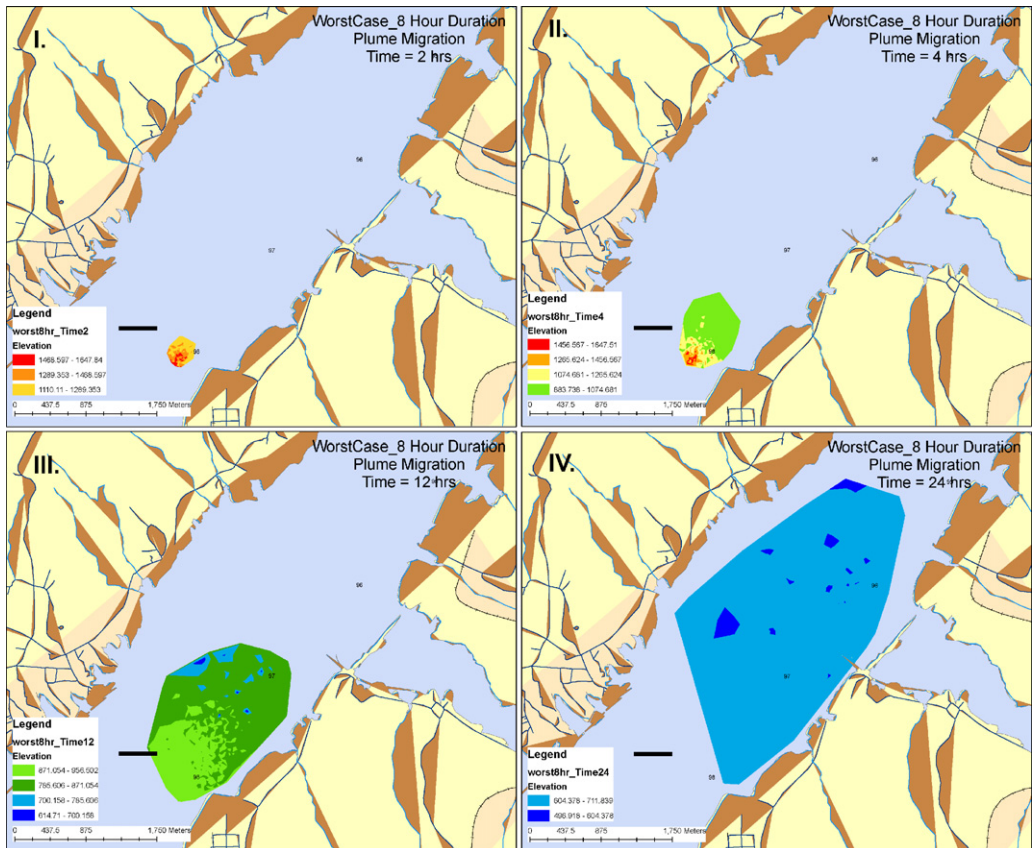 I.
WorstCase_8 Hour Duration
Plume Migration
Time = 2 hrs
96
97
98
Legend
worst8hr_Time2
Elevation
1468.597 - 1647.84
1289.353 - 1468.597
1110.11 - 1289.353
0 437.5 875 1,750 Meters
II.
WorstCase_8 Hour Duration
Plume Migration
Time = 4 hrs
96
97
98
Legend
worst8hr_Time4
Elevation
1456.567 - 1647.51
1265.624 - 1456.567
1074.681 - 1265.624
883.736 - 1074.681
0 437.5 875 1,750 Meters
III.
WorstCase_8 Hour Duration
Plume Migration
Time = 12 hrs
96
97
98
Legend
worst8hr_Time12
Elevation
871.054 - 956.502
785.606 - 871.054
700.158 - 785.606
614.71 - 700.158
0 437.5 875 1,750 Meters
IV.
WorstCase_8 Hour Duration
Plume Migration
Time = 24 hrs
96
97
98
Legend
worst8hr_Time24
Elevation
604.378 - 711.839
496.918 - 604.378
0 437.5 875 1,750 Meters